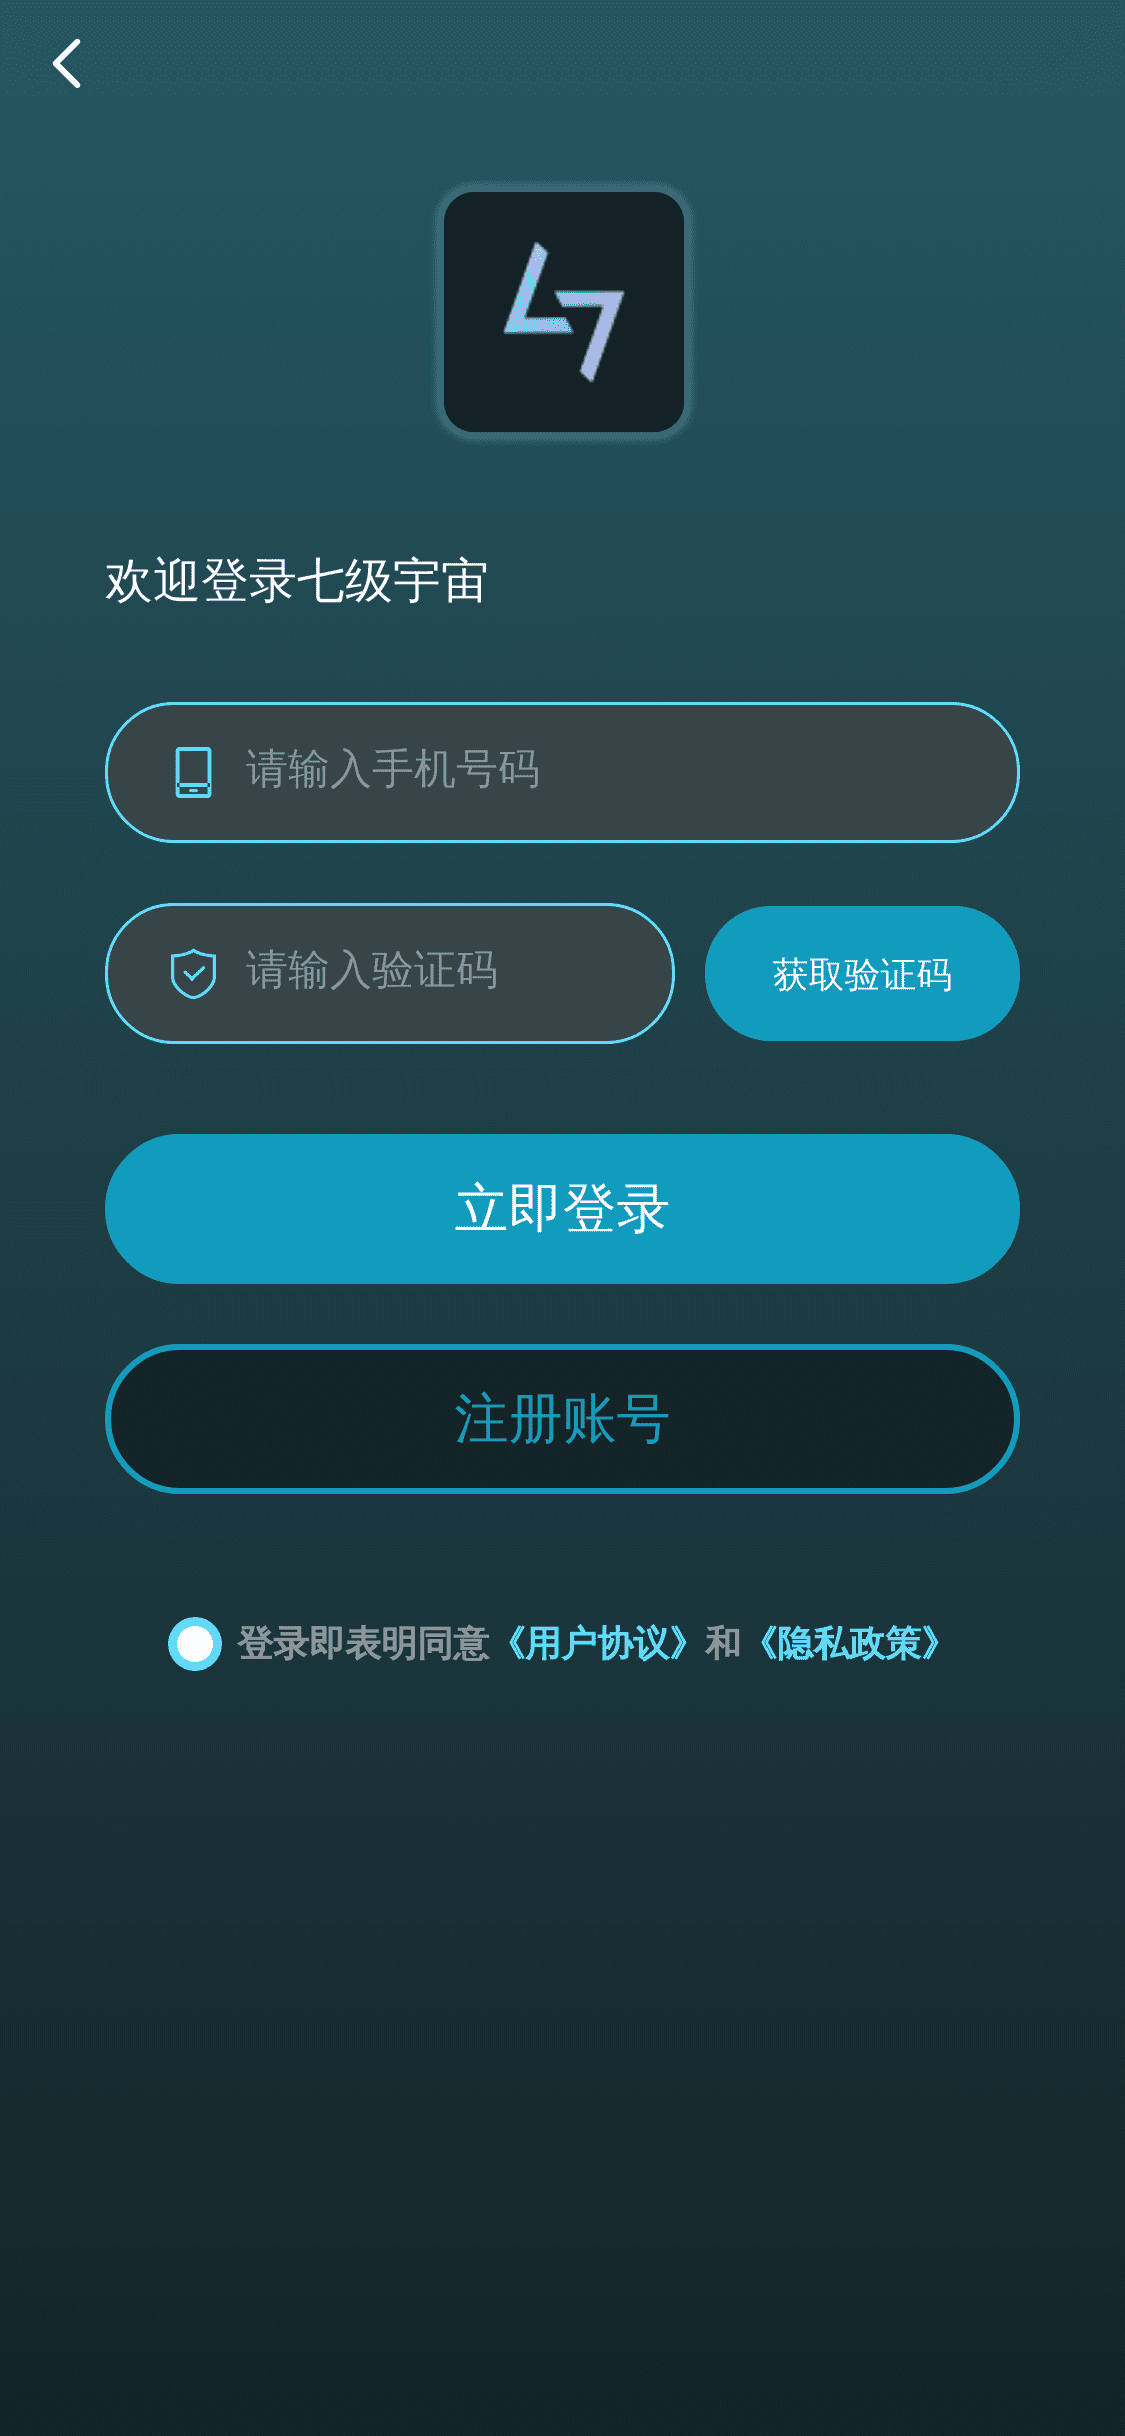 欢迎登录七级宇宙
请输入手机号码
请输入验证码
获取验证码
立即登录
注册账号
登录即表明同意《用户协议》和《隐私政策》